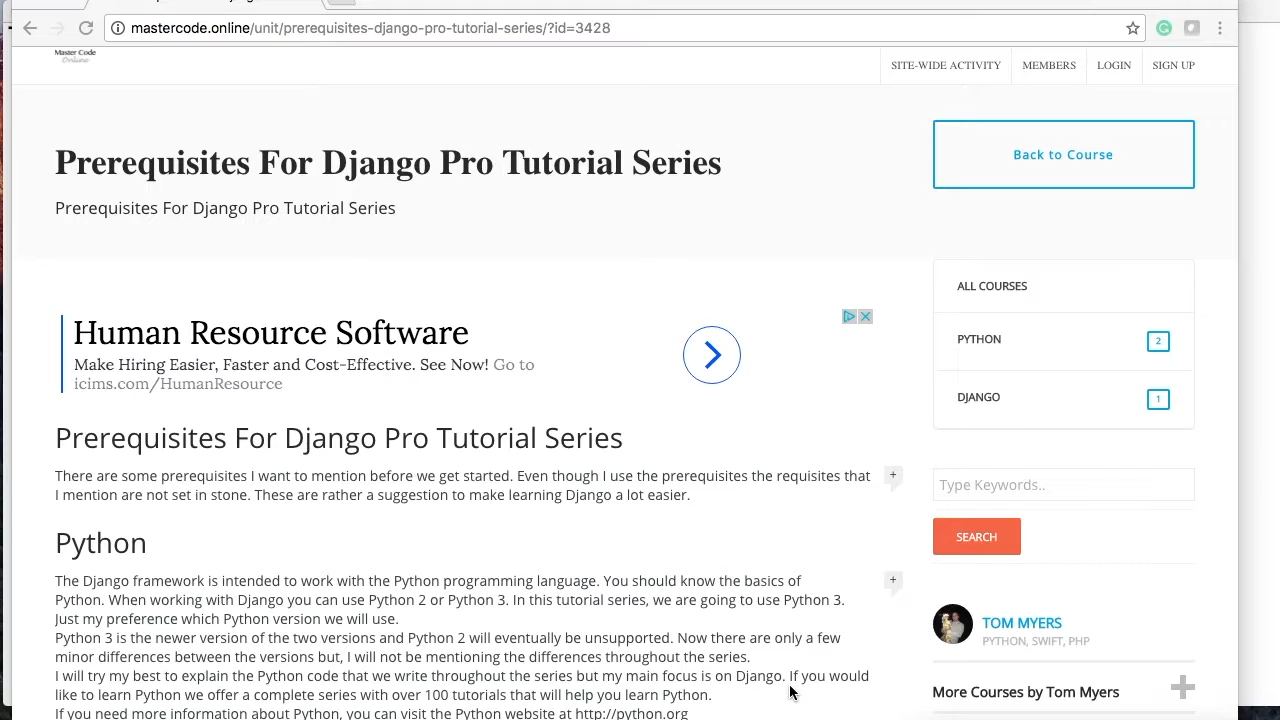 mastercode.online/unit/prerequisites-django-pro-tutorial-series/?id=3428
Master Code
Online
SITE-WIDE ACTIVITY
MEMBERS
LOGIN
SIGN UP
Prerequisites For Django Pro Tutorial Series
Prerequisites For Django Pro Tutorial Series
Back to Course
ALL COURSES
PYTHON
2
DJANGO
1
Human Resource Software
Make Hiring Easier, Faster and Cost-Effective. See Now! Go to
icims.com/HumanResource
Prerequisites For Django Pro Tutorial Series
There are some prerequisites I want to mention before we get started. Even though I use the prerequisites the requisites that
I mention are not set in stone. These are rather a suggestion to make learning Django a lot easier.
+
Type Keywords..
SEARCH
Python
The Django framework is intended to work with the Python programming language. You should know the basics of
Python. When working with Django you can use Python 2 or Python 3. In this tutorial series, we are going to use Python 3.
Just my preference which Python version we will use.
Python 3 is the newer version of the two versions and Python 2 will eventually be unsupported. Now there are only a few
minor differences between the versions but, I will not be mentioning the differences throughout the series.
I will try my best to explain the Python code that we write throughout the series but my main focus is on Django. If you would
like to learn Python we offer a complete series with over 100 tutorials that will help you learn Python.
If you need more information about Python, you can visit the Python website at http://python.org
+
TOM MYERS
PYTHON, SWIFT, PHP
More Courses by Tom Myers